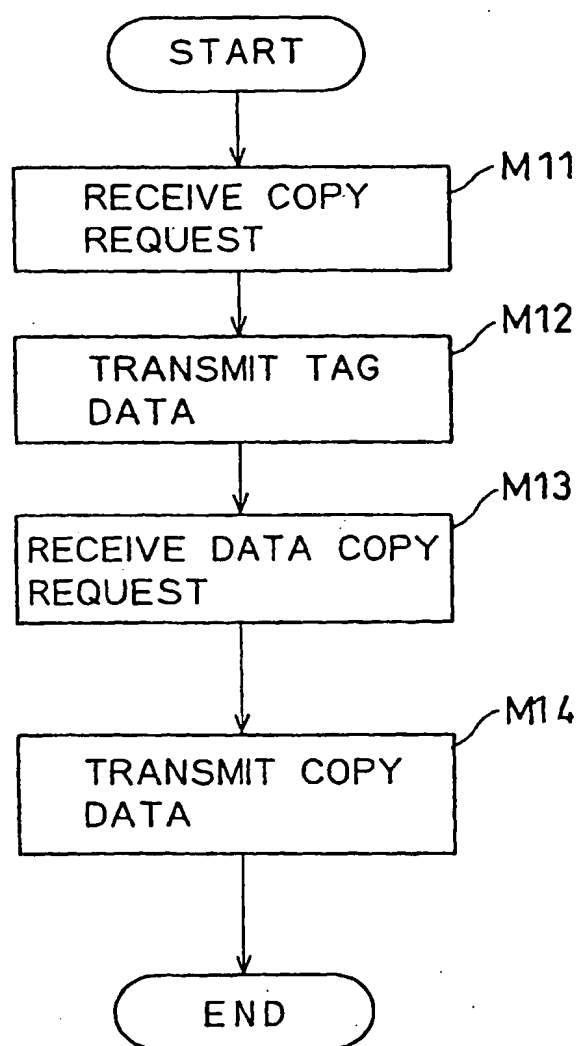 START
M11
RECEIVE COPY
REQUEST
M12
TRANSMIT TAG
DATA
M13
RECEIVE DATA COPY
REQUEST
M14
TRANSMIT COPY
DATA
END